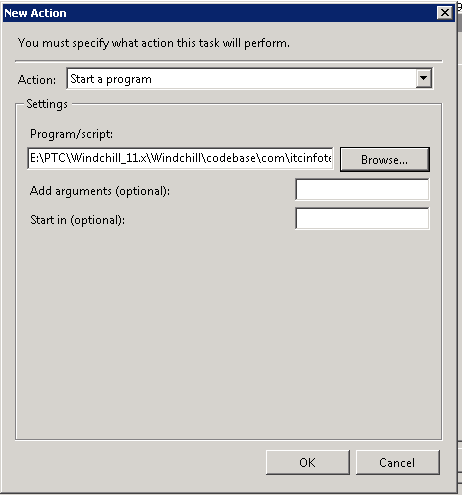 New Action
You must specify what action this task will perform.
Action: Start a program
Settings
Program/script:
E:\PTC\Windchill_11.x\Windchill\codebase\com\itcinfote Browse...
Add arguments (optional):
Start in (optional):
OK Cancel